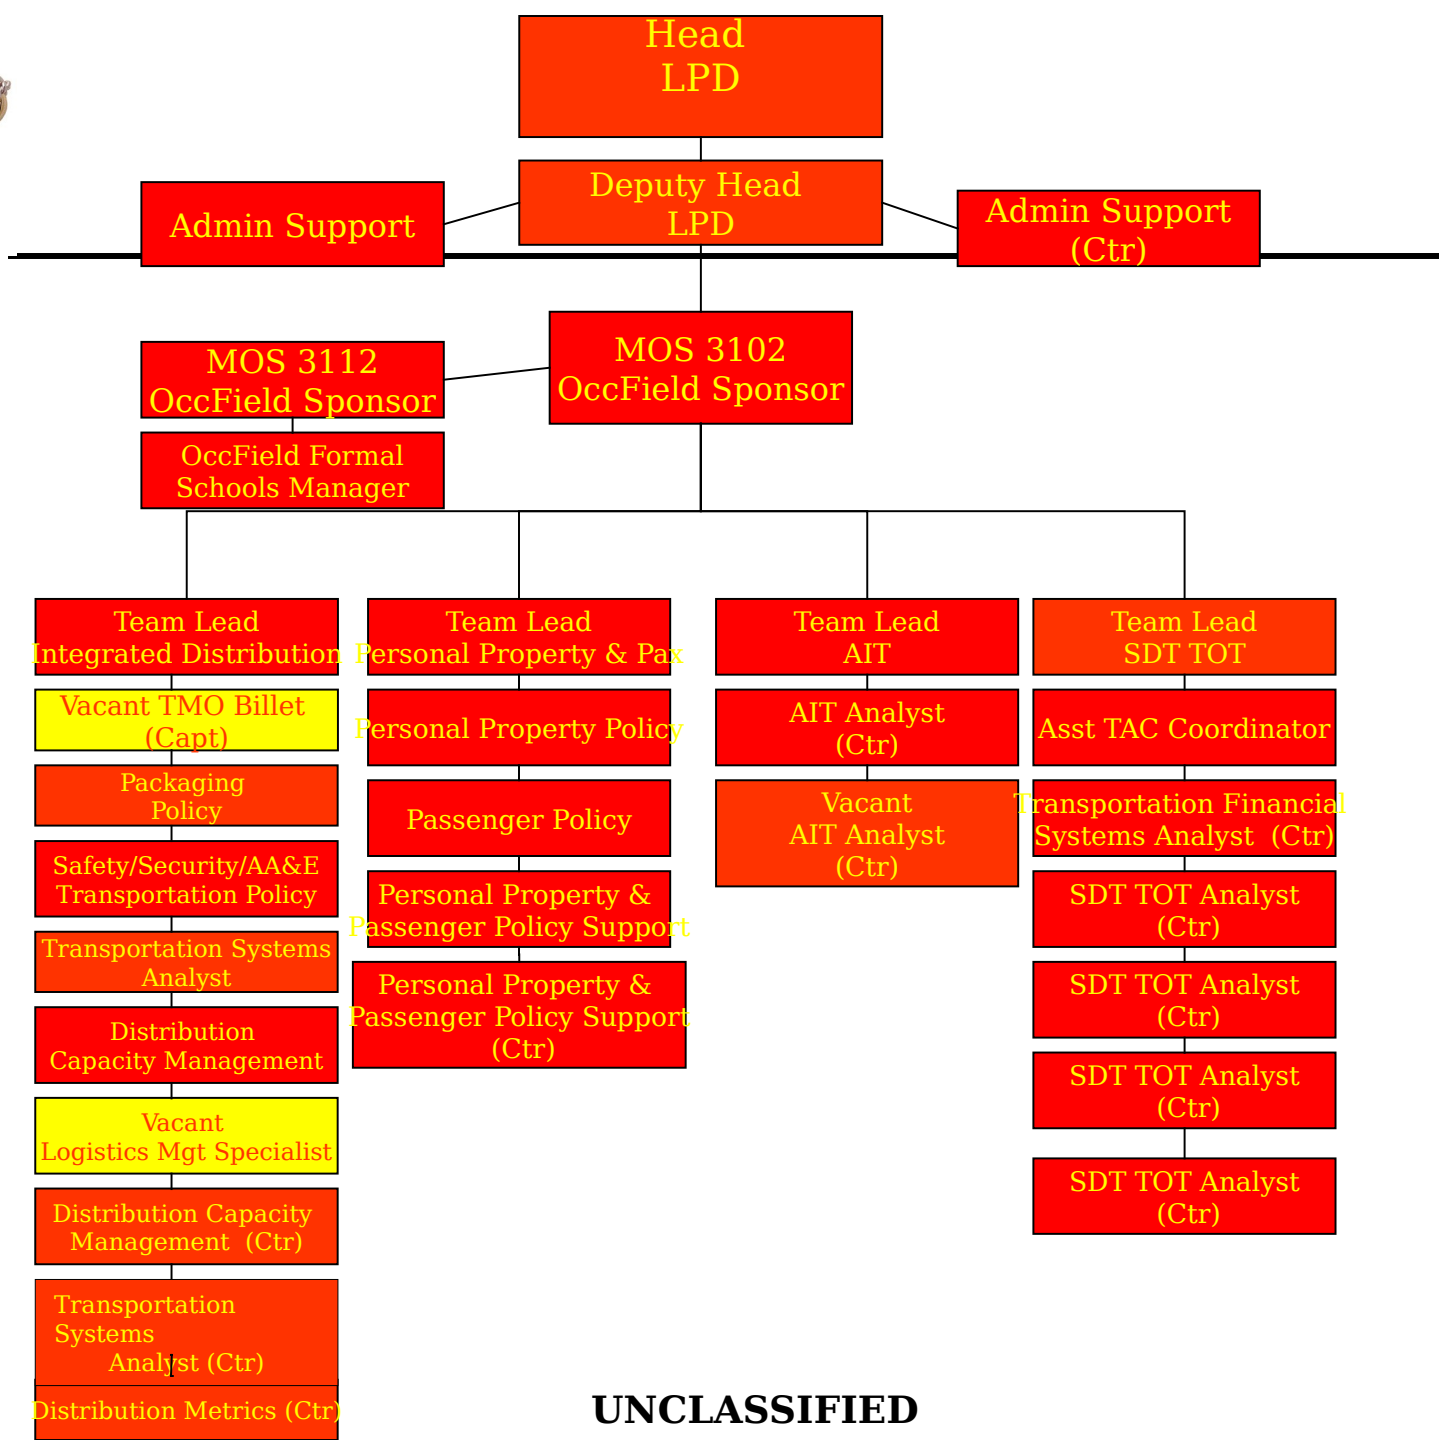 Head
LPD
Deputy Head
LPD
Admin Support
Admin Support
(Ctr)
MOS 3102
OccField Sponsor
MOS 3112
OccField Sponsor
OccField Formal
Schools Manager
Team Lead
Integrated Distribution
Vacant TMO Billet
(Capt)
Packaging
Policy
Safety/Security/AA&E
Transportation Policy
Transportation Systems
Analyst
Distribution
Capacity Management
Vacant
Logistics Mgt Specialist
Distribution Capacity
Management (Ctr)
Transportation
Systems
Analyst (Ctr)
Distribution Metrics (Ctr)
Team Lead
Personal Property & Pax
Personal Property Policy
Passenger Policy
Personal Property &
Passenger Policy Support
Personal Property &
Passenger Policy Support
(Ctr)
Team Lead
AIT
AIT Analyst
(Ctr)
Vacant
AIT Analyst
(Ctr)
Team Lead
SDT TOT
Asst TAC Coordinator
Transportation Financial
Systems Analyst (Ctr)
SDT TOT Analyst
(Ctr)
SDT TOT Analyst
(Ctr)
SDT TOT Analyst
(Ctr)
SDT TOT Analyst
(Ctr)
UNCLASSIFIED